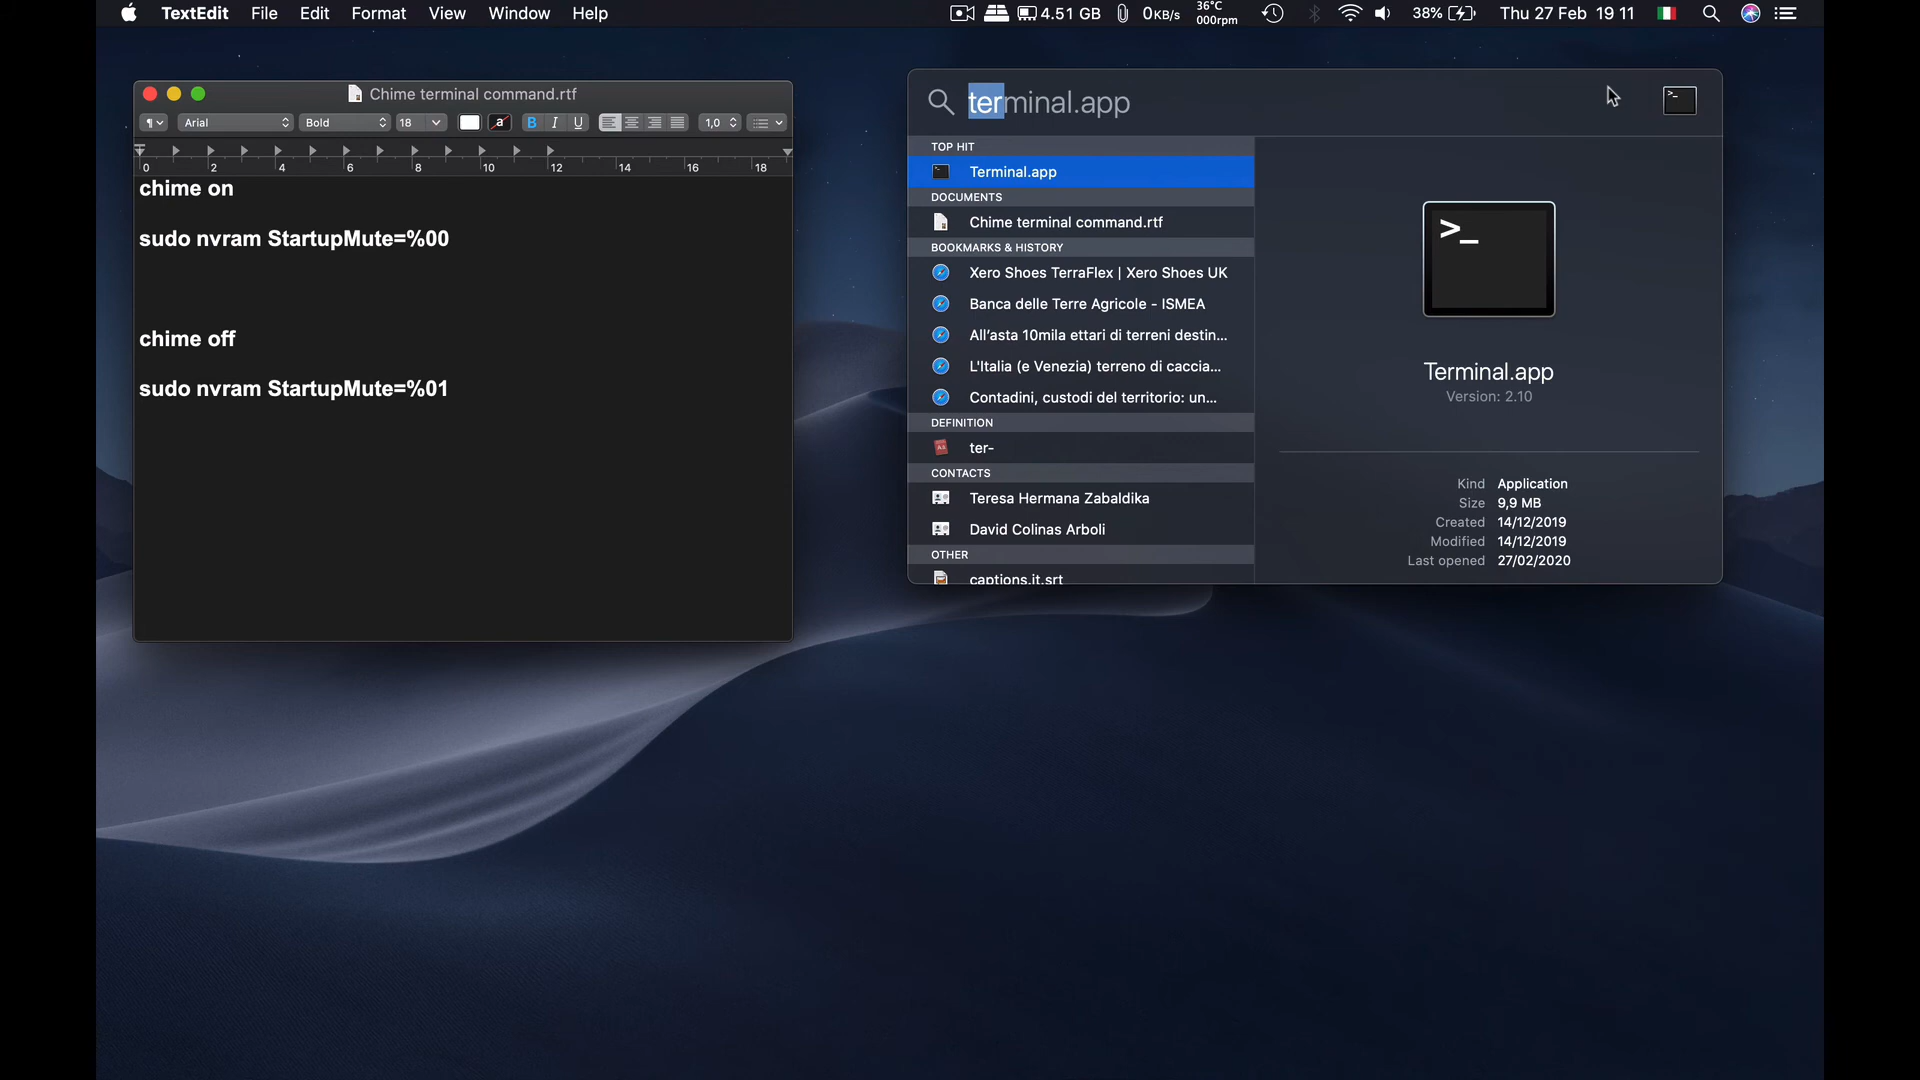 TextEdit File Edit Format View Window Help
4.51 GB 0KB/s 36°C 000rpm 38% Thu 27 Feb 19 11
Chime terminal command.rtf
¶ Arial Bold 18 a B I U 1,0
0 2 4 6 8 10 12 14 16 18
chime on
sudo nvram StartupMute=%00
chime off
sudo nvram StartupMute=%01
terminal.app
TOP HIT
Terminal.app
DOCUMENTS
Chime terminal command.rtf
BOOKMARKS & HISTORY
Xero Shoes TerraFlex | Xero Shoes UK
Banca delle Terre Agricole - ISMEA
All'asta 10mila ettari di terreni destin...
L'Italia (e Venezia) terreno di caccia...
Contadini, custodi del territorio: un...
DEFINITION
ter-
CONTACTS
Teresa Hermana Zabaldika
David Colinas Arboli
OTHER
captions.it.srt
>_
Terminal.app
Version: 2.10
Kind Application
Size 9,9 MB
Created 14/12/2019
Modified 14/12/2019
Last opened 27/02/2020